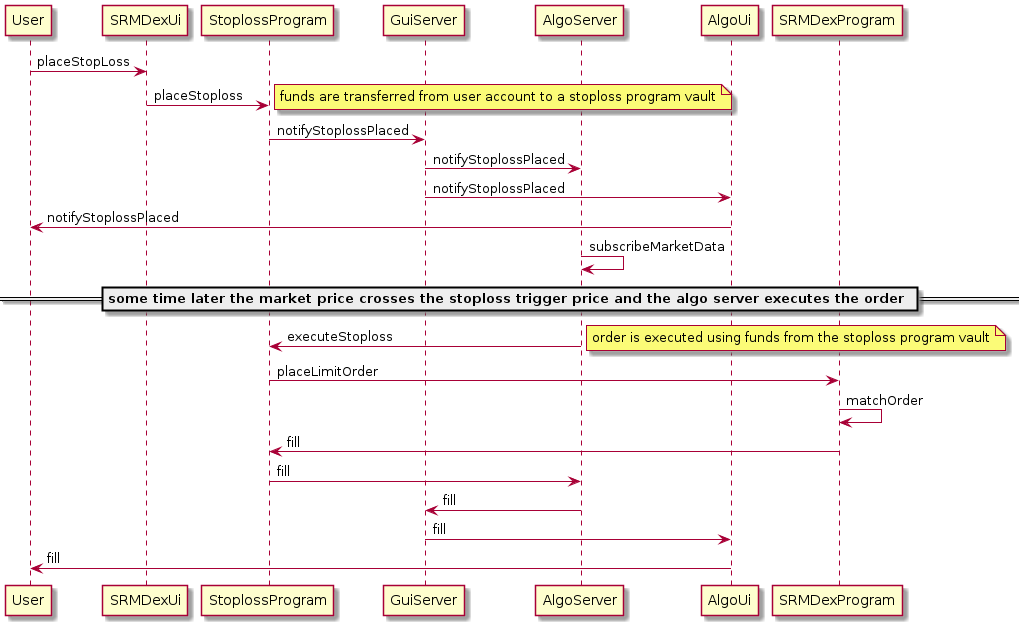 User SRMDexUi StoplossProgram GuiServer AlgoServer AlgoUi SRMDexProgram
placeStopLoss
placeStoploss funds are transferred from user account to a stoploss program vault
notifyStoplossPlaced
notifyStoplossPlaced
notifyStoplossPlaced
notifyStoplossPlaced
subscribeMarketData
some time later the market price crosses the stoploss trigger price and the algo server executes the order
executeStoploss order is executed using funds from the stoploss program vault
placeLimitOrder
matchOrder
fill
fill
fill
fill
fill
User SRMDexUi StoplossProgram GuiServer AlgoServer AlgoUi SRMDexProgram